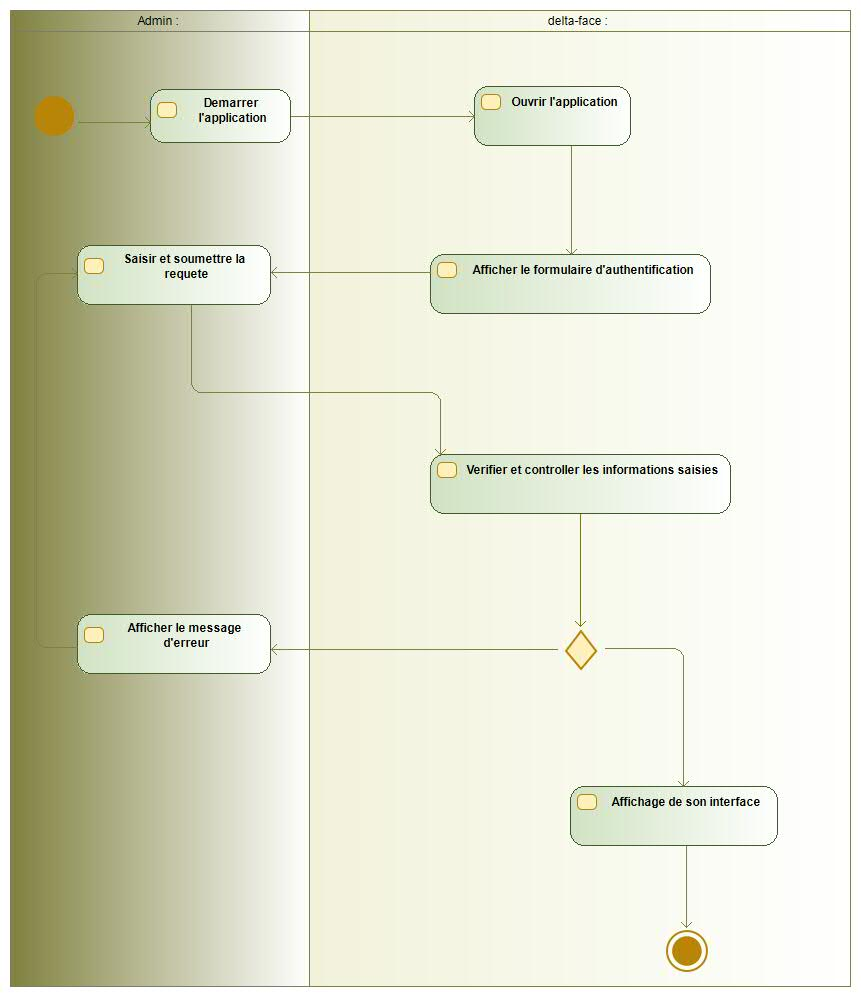 Admin :
delta-face :
Demarrer
l'application
Ouvrir l'application
Saisir et soumettre la
requete
Afficher le formulaire d'authentification
Verifier et controller les informations saisies
Afficher le message
d'erreur
Affichage de son interface